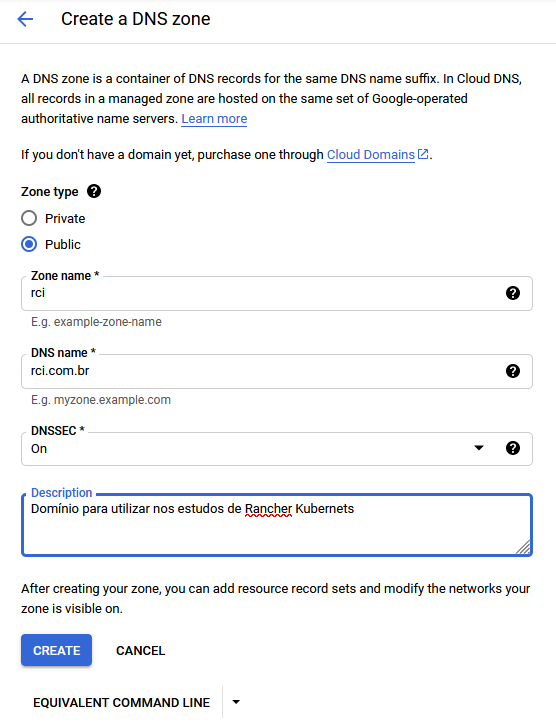 Create a DNS zone
A DNS zone is a container of DNS records for the same DNS name suffix. In Cloud DNS,
all records in a managed zone are hosted on the same set of Google-operated
authoritative name servers. Learn more
If you don't have a domain yet, purchase one through Cloud Domains.
Zone type
Private
Public
Zone name *
rci
E.g. example-zone-name
DNS name *
rci.com.br
E.g. myzone.example.com
DNSSEC *
On
Description
Domínio para utilizar nos estudos de Rancher Kubernets
After creating your zone, you can add resource record sets and modify the networks your
zone is visible on.
CREATE CANCEL
EQUIVALENT COMMAND LINE